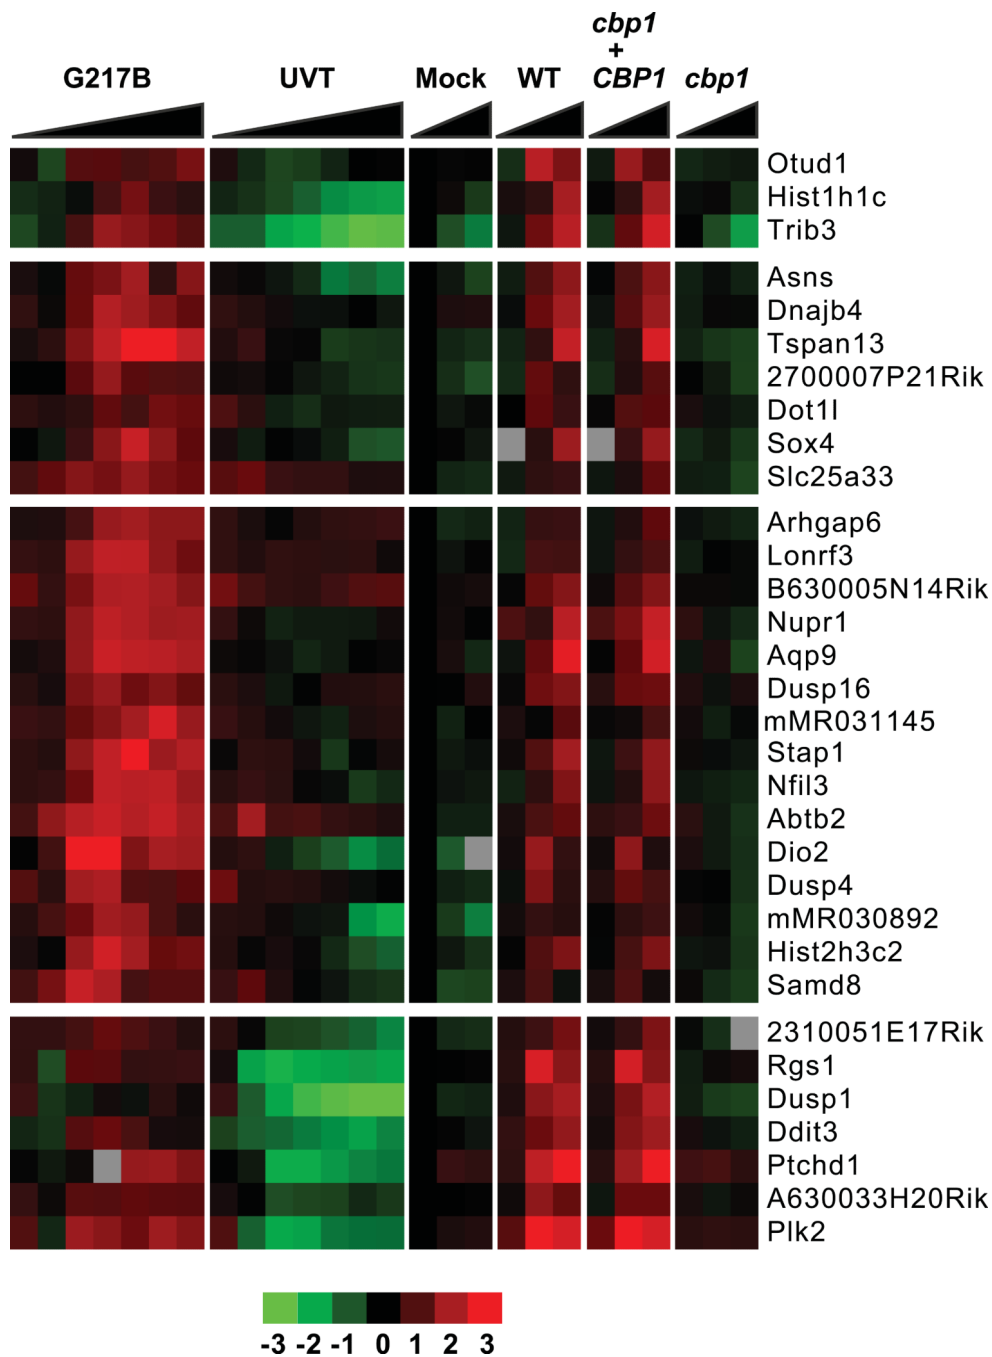 cbp1
+
G217B UVT Mock WT CBP1 cbp1
Otud1
Hist1h1c
Trib3
Asns
Dnajb4
Tspan13
2700007P21Rik
Dot1l
Sox4
Slc25a33
Arhgap6
Lonrf3
B630005N14Rik
Nupr1
Aqp9
Dusp16
mMR031145
Stap1
Nfil3
Abtb2
Dio2
Dusp4
mMR030892
Hist2h3c2
Samd8
2310051E17Rik
Rgs1
Dusp1
Ddit3
Ptchd1
A630033H20Rik
Plk2
-3 -2 -1 0 1 2 3